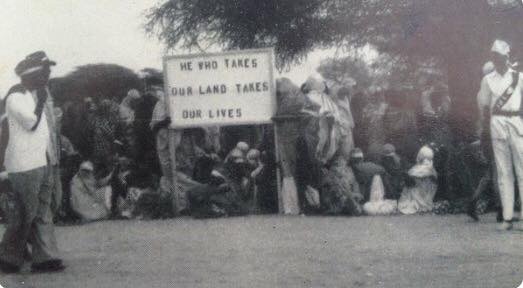 HE WHO TAKES
OUR LAND TAKES
OUR LIVES